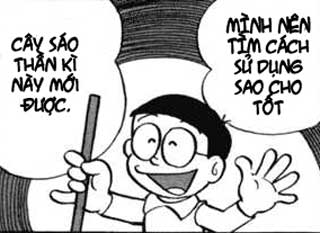 MÌNH NÊN
TÌM CÁCH
SỬ DỤNG
SAO CHO
TỐT
CÂY SÁO
THẦN KÌ
NÀY MỚI
ĐƯỢC.